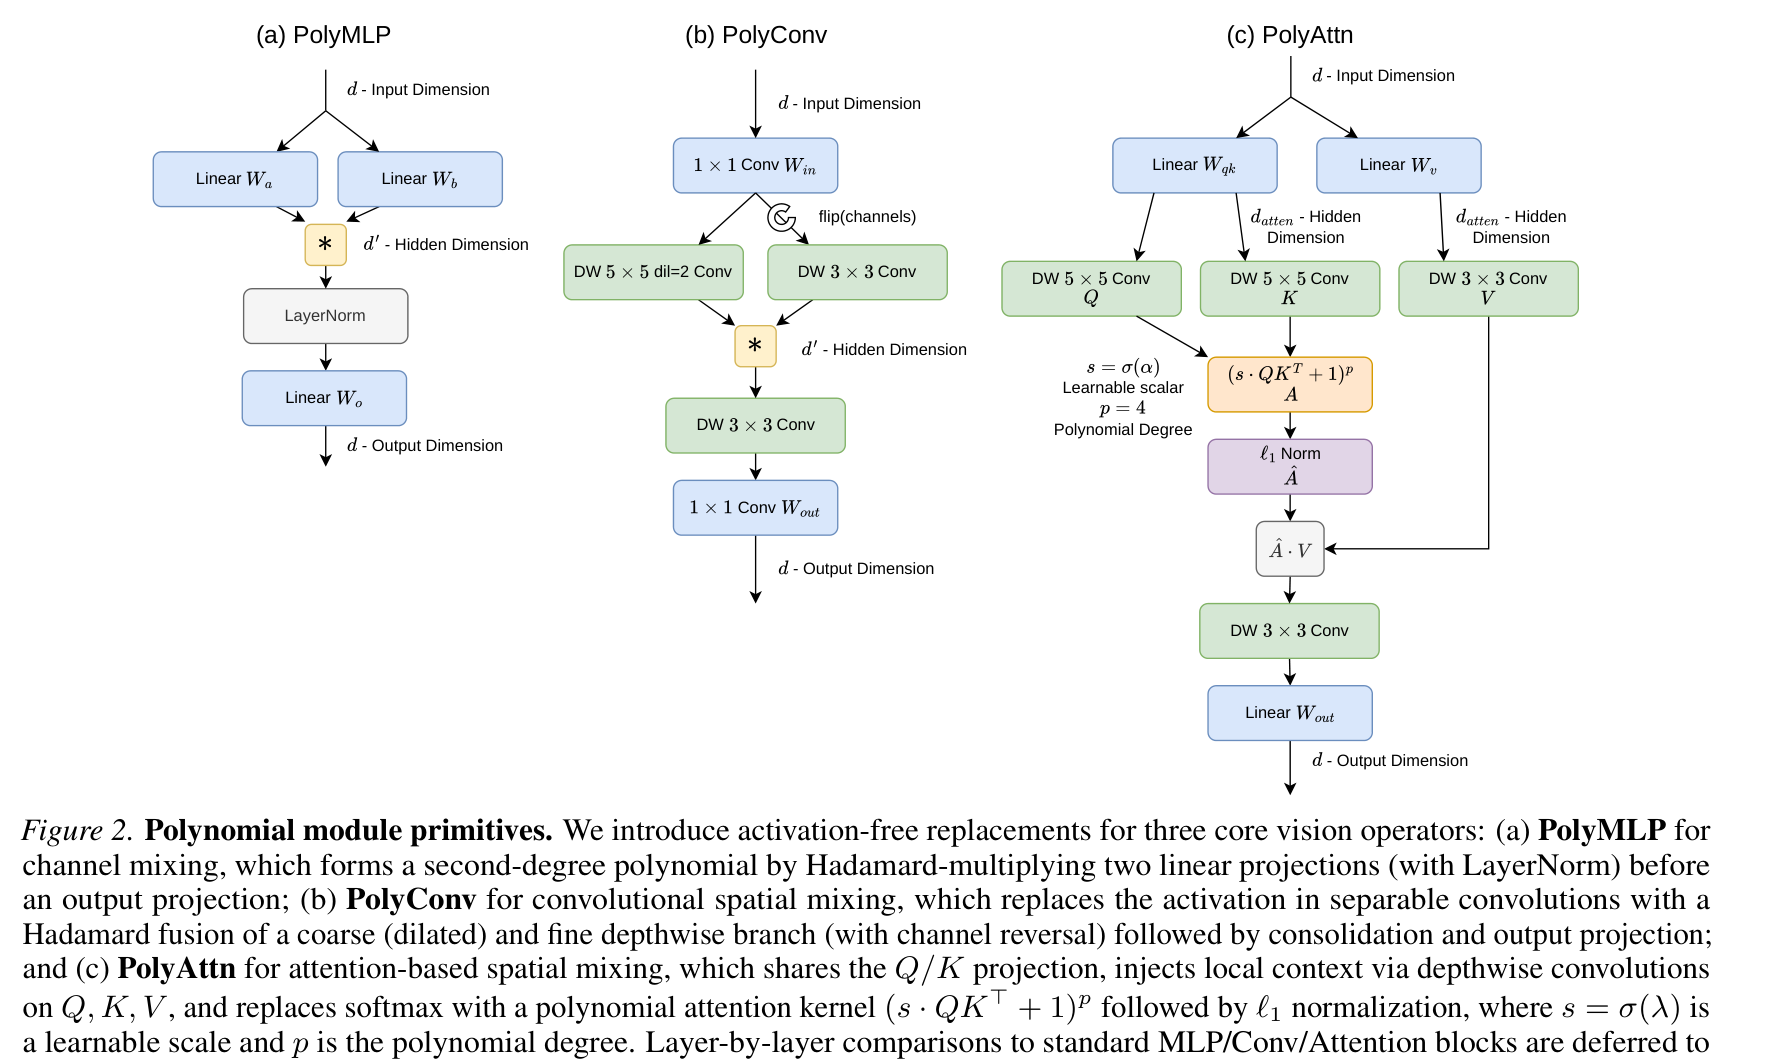 (a) PolyMLP
d - Input Dimension
Linear W_a
Linear W_b
*
d′ - Hidden Dimension
LayerNorm
Linear W_o
d - Output Dimension
(b) PolyConv
d - Input Dimension
1 × 1 Conv W_in
flip(channels)
DW 5 × 5 dil=2 Conv
DW 3 × 3 Conv
*
d′ - Hidden Dimension
DW 3 × 3 Conv
1 × 1 Conv W_out
d - Output Dimension
(c) PolyAttn
d - Input Dimension
Linear W_qk
Linear W_v
d_atten - Hidden
Dimension
d_atten - Hidden
Dimension
DW 5 × 5 Conv
Q
DW 5 × 5 Conv
K
DW 3 × 3 Conv
V
s = σ(α)
Learnable scalar
p = 4
Polynomial Degree
(s · QK^T + 1)^p
A
ℓ₁ Norm
Â
Â · V
DW 3 × 3 Conv
Linear W_out
d - Output Dimension
Figure 2. Polynomial module primitives. We introduce activation-free replacements for three core vision operators: (a) PolyMLP for
channel mixing, which forms a second-degree polynomial by Hadamard-multiplying two linear projections (with LayerNorm) before
an output projection; (b) PolyConv for convolutional spatial mixing, which replaces the activation in separable convolutions with a
Hadamard fusion of a coarse (dilated) and fine depthwise branch (with channel reversal) followed by consolidation and output projection;
and (c) PolyAttn for attention-based spatial mixing, which shares the Q/K projection, injects local context via depthwise convolutions
on Q, K, V, and replaces softmax with a polynomial attention kernel (s · QK^⊤ + 1)^p followed by ℓ₁ normalization, where s = σ(λ) is
a learnable scale and p is the polynomial degree. Layer-by-layer comparisons to standard MLP/Conv/Attention blocks are deferred to